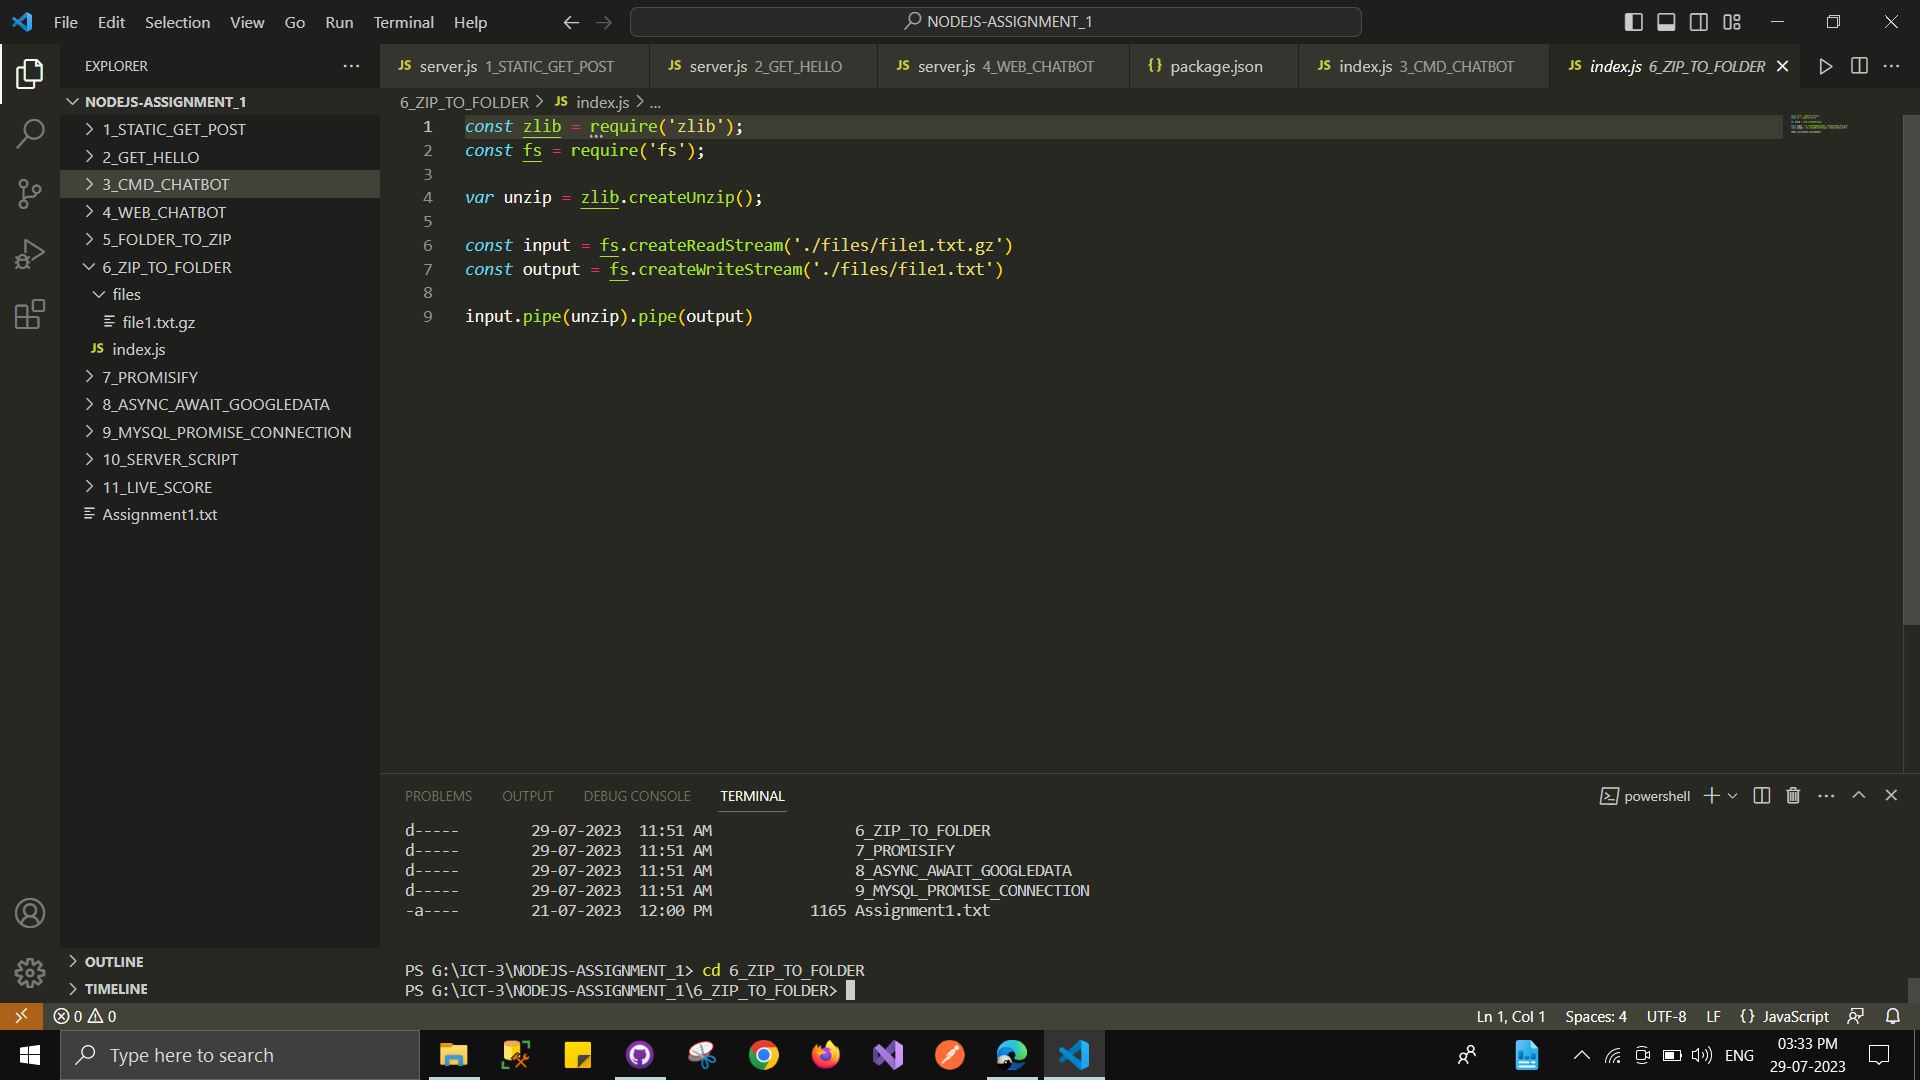 File Edit Selection View Go Run Terminal Help
NODEJS-ASSIGNMENT_1
EXPLORER
NODEJS-ASSIGNMENT_1
1_STATIC_GET_POST
2_GET_HELLO
3_CMD_CHATBOT
4_WEB_CHATBOT
5_FOLDER_TO_ZIP
6_ZIP_TO_FOLDER
files
file1.txt.gz
JS index.js
7_PROMISIFY
8_ASYNC_AWAIT_GOOGLEDATA
9_MYSQL_PROMISE_CONNECTION
10_SERVER_SCRIPT
11_LIVE_SCORE
Assignment1.txt
OUTLINE
TIMELINE
JS server.js 1_STATIC_GET_POST JS server.js 2_GET_HELLO JS server.js 4_WEB_CHATBOT {} package.json JS index.js 3_CMD_CHATBOT JS index.js 6_ZIP_TO_FOLDER
6_ZIP_TO_FOLDER > JS index.js > ...
1 const zlib = require('zlib');
2 const fs = require('fs');
3
4 var unzip = zlib.createUnzip();
5
6 const input = fs.createReadStream('./files/file1.txt.gz')
7 const output = fs.createWriteStream('./files/file1.txt')
8
9 input.pipe(unzip).pipe(output)
PROBLEMS OUTPUT DEBUG CONSOLE TERMINAL
powershell
d----- 29-07-2023 11:51 AM 6_ZIP_TO_FOLDER
d----- 29-07-2023 11:51 AM 7_PROMISIFY
d----- 29-07-2023 11:51 AM 8_ASYNC_AWAIT_GOOGLEDATA
d----- 29-07-2023 11:51 AM 9_MYSQL_PROMISE_CONNECTION
-a---- 21-07-2023 12:00 PM 1165 Assignment1.txt
PS G:\ICT-3\NODEJS-ASSIGNMENT_1> cd 6_ZIP_TO_FOLDER
PS G:\ICT-3\NODEJS-ASSIGNMENT_1\6_ZIP_TO_FOLDER>
0 0 Ln 1, Col 1 Spaces: 4 UTF-8 LF {} JavaScript
Type here to search
ENG
03:33 PM
29-07-2023